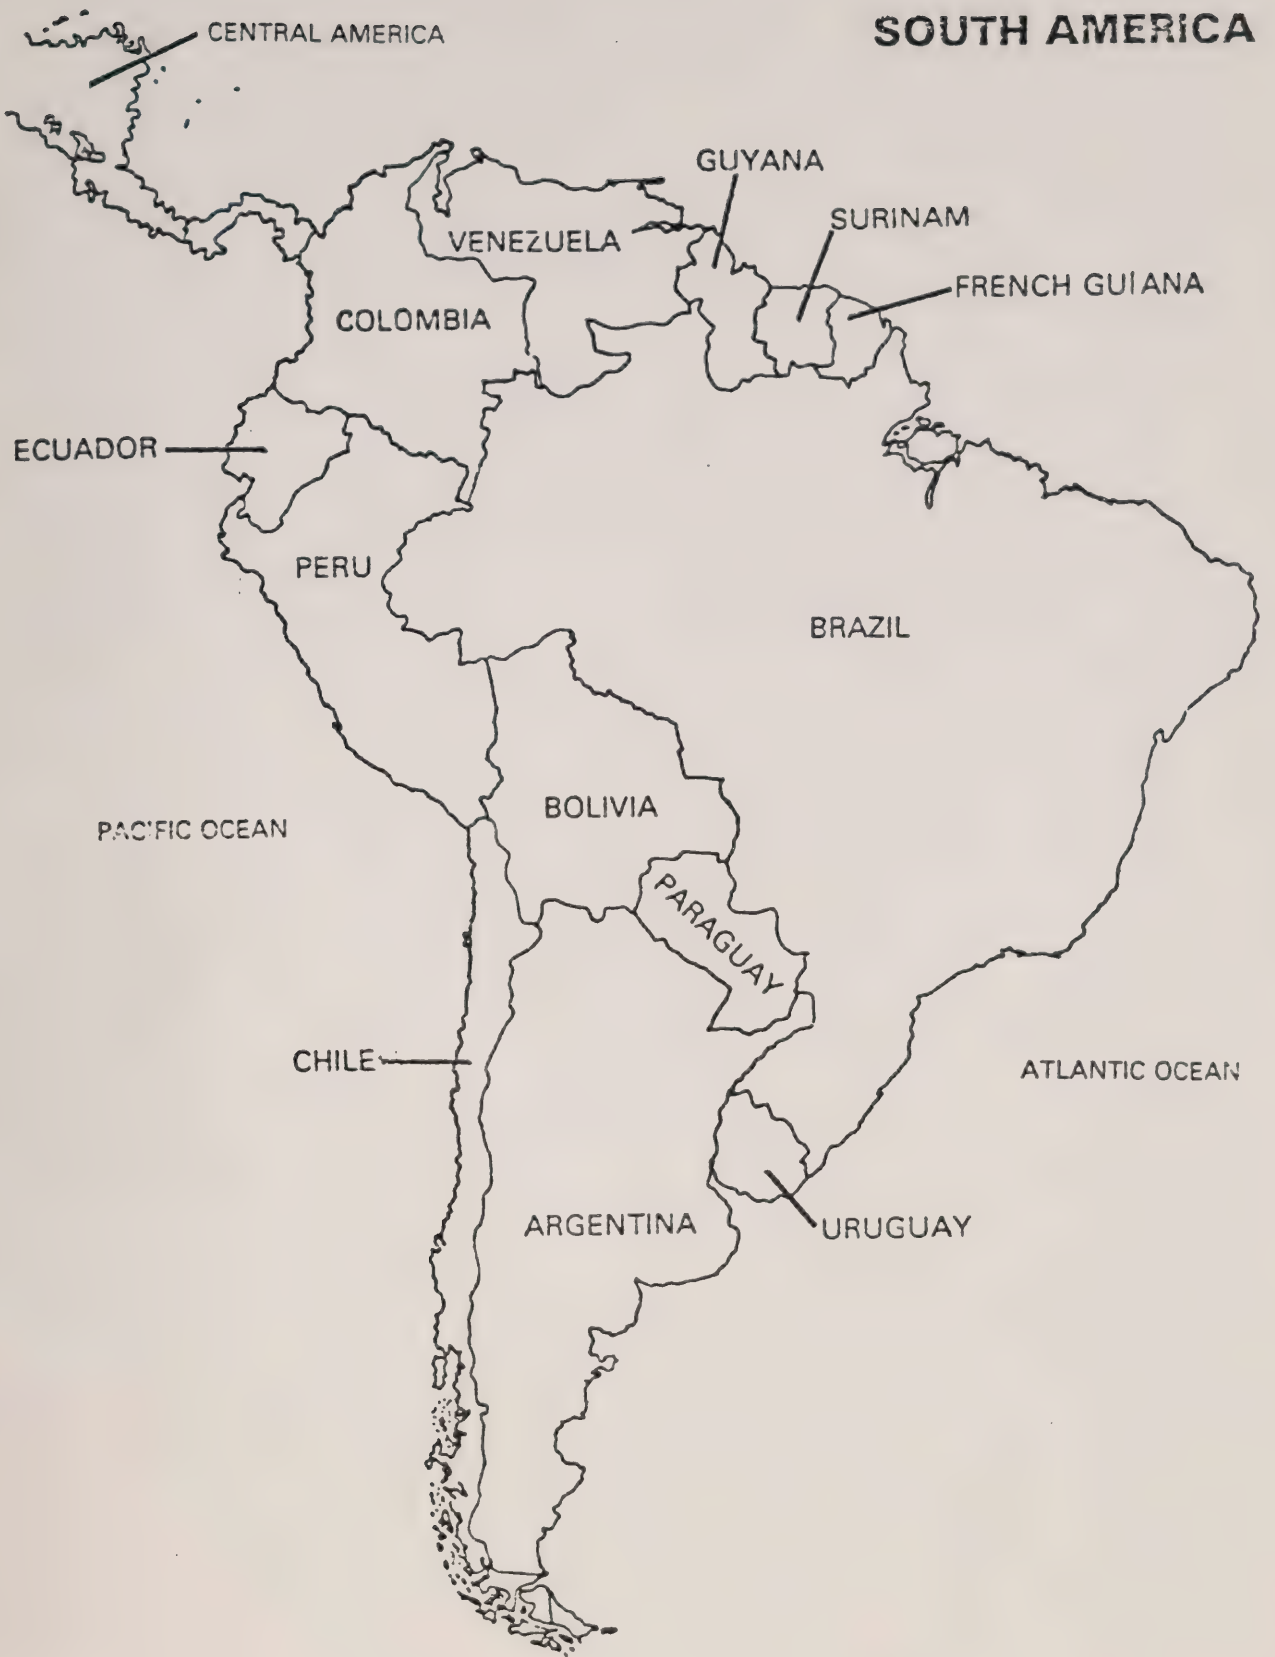 SOUTH AMERICA
CENTRAL AMERICA
GUYANA
SURINAM
VENEZUELA
FRENCH GUIANA
COLOMBIA
ECUADOR
PERU
BRAZIL
BOLIVIA
PACIFIC OCEAN
PARAGUAY
CHILE
ATLANTIC OCEAN
ARGENTINA
URUGUAY